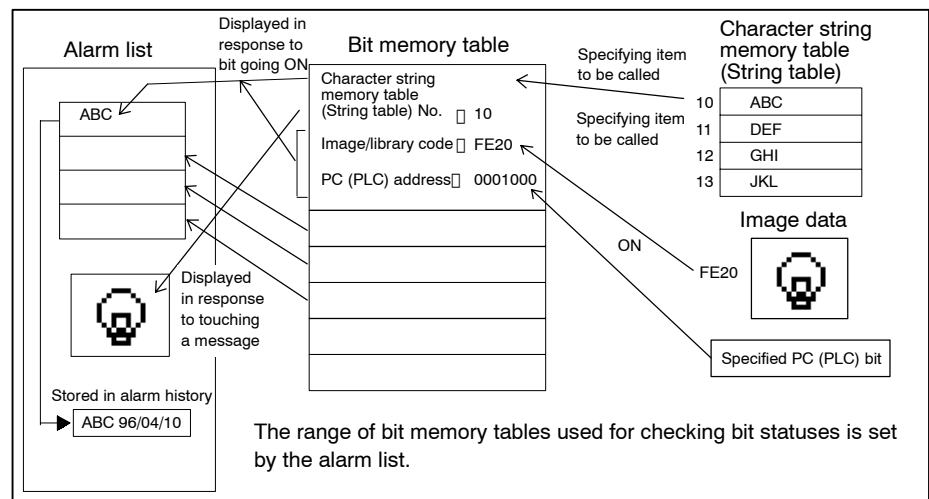 Alarm list
Displayed in
response to
bit going ON
ABC
Displayed
in response
to touching
a message
Stored in alarm history
ABC 96/04/10
Bit memory table
Character string
memory table
(String table) No. 10
Image/library code FE20
PC (PLC) address 0001000
Specifying item
to be called
Specifying item
to be called
ON
Character string
memory table
(String table)
10 ABC
11 DEF
12 GHI
13 JKL
Image data
FE20
Specified PC (PLC) bit
The range of bit memory tables used for checking bit statuses is set
by the alarm list.